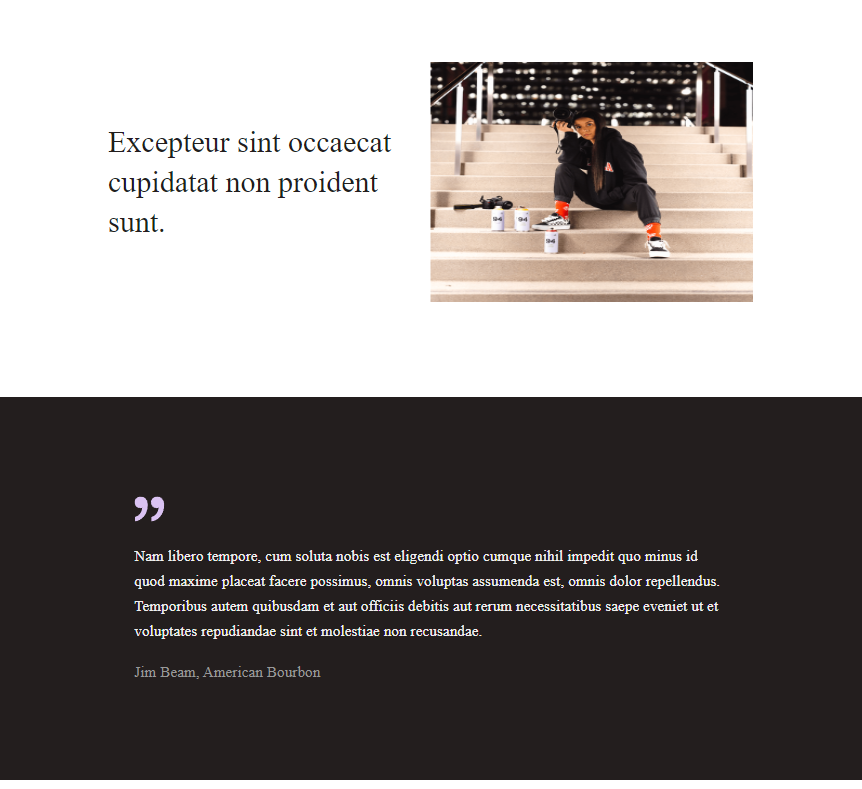 Excepteur sint occaecat
cupidatat non proident
sunt.
94
94
94
Nam libero tempore, cum soluta nobis est eligendi optio cumque nihil impedit quo minus id
quod maxime placeat facere possimus, omnis voluptas assumenda est, omnis dolor repellendus.
Temporibus autem quibusdam et aut officiis debitis aut rerum necessitatibus saepe eveniet ut et
voluptates repudiandae sint et molestiae non recusandae.
Jim Beam, American Bourbon